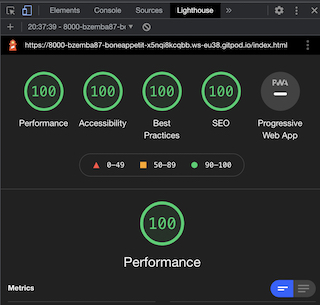 Elements Console Sources Lighthouse »
20:37:39 - 8000-bzemba87-bo
https://8000-bzemba87-boneappetit-x5nqi8kcqbb.ws-eu38.gitpod.io/index.html
100 100 100 100 PWA
Performance Accessibility Best Practices SEO Progressive Web App
0–49 50–89 90–100
100
Performance
Metrics